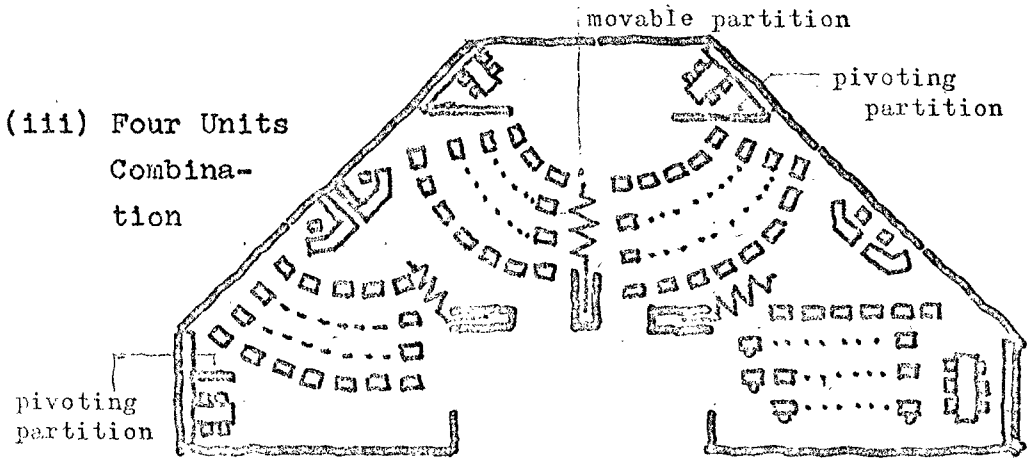 movable partition
pivoting
partition
(iii) Four Units
Combina-
tion
pivoting
partition